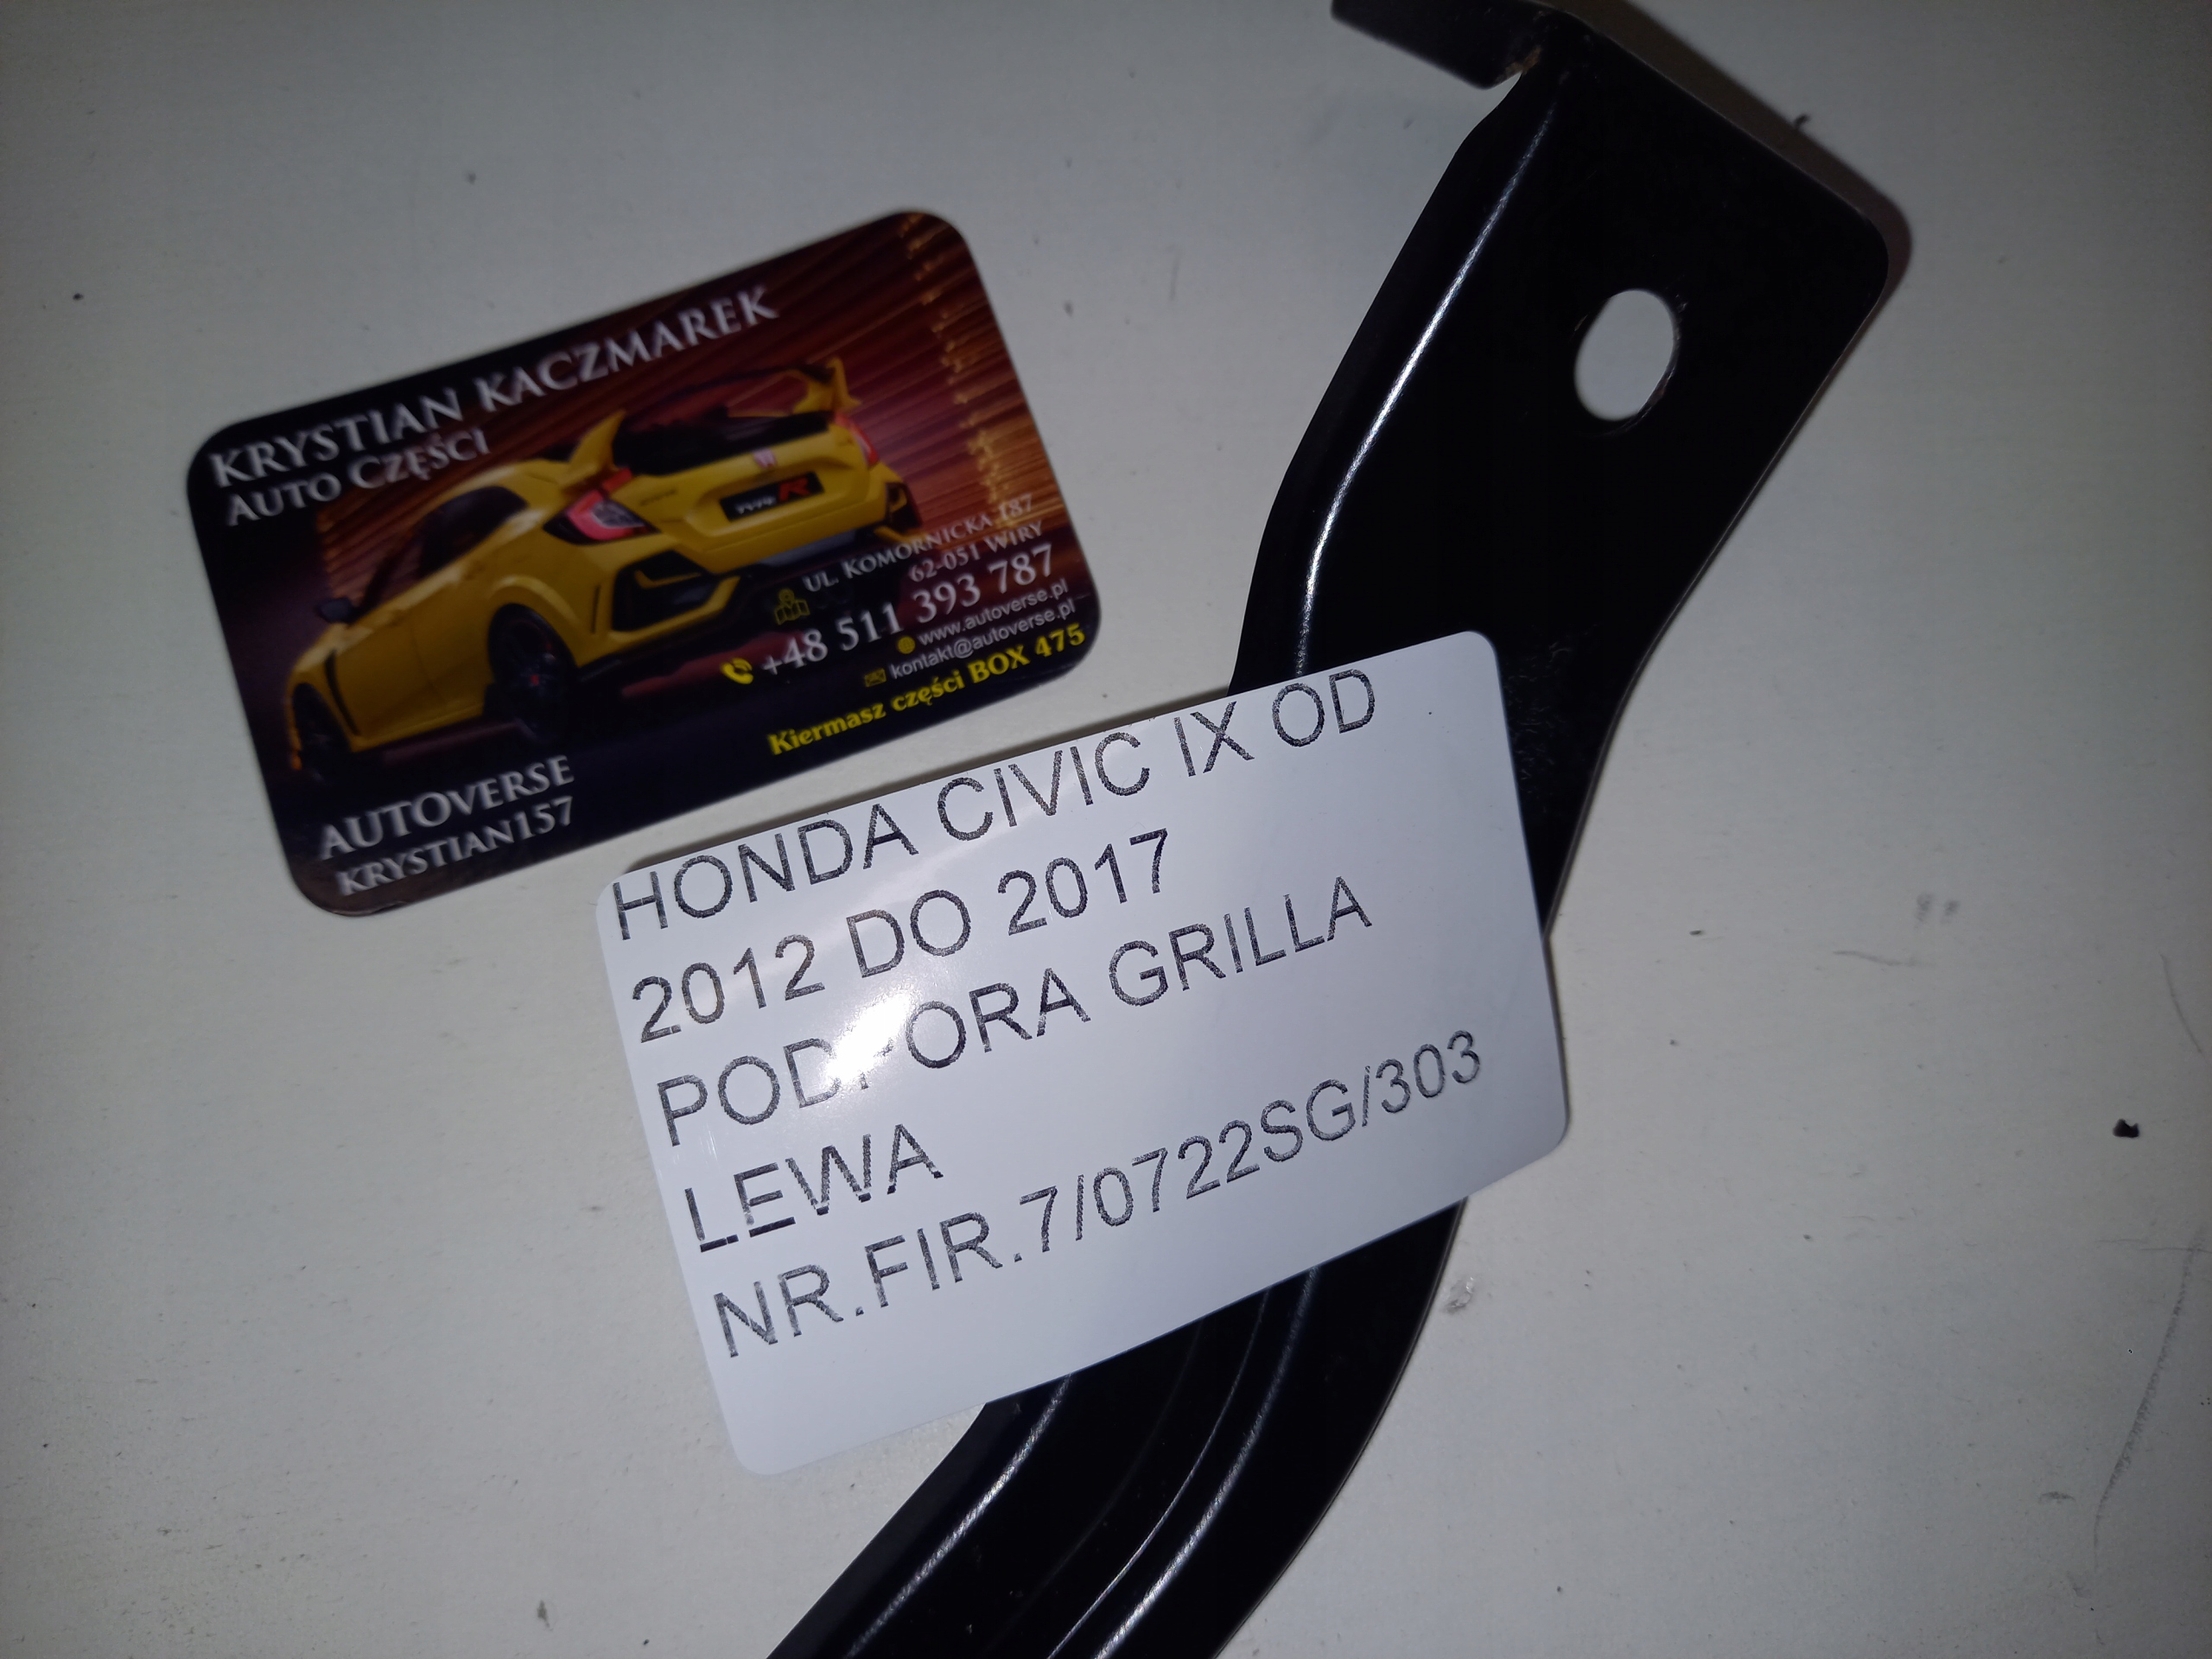 KRYSTIAN KACZMAREK
AUTO CZĘŚCI
TYPE R
UL. KOMORNICKA 187
62-051 WIRY
+48 511 393 787
www.autoverse.pl
kontakt@autoverse.pl
Kiermasz części BOX 475
AUTOVERSE
KRYSTIAN157
HONDA CIVIC IX OD
2012 DO 2017
PODPORA GRILLA
LEWA
NR.FIR.7/0722SG/303